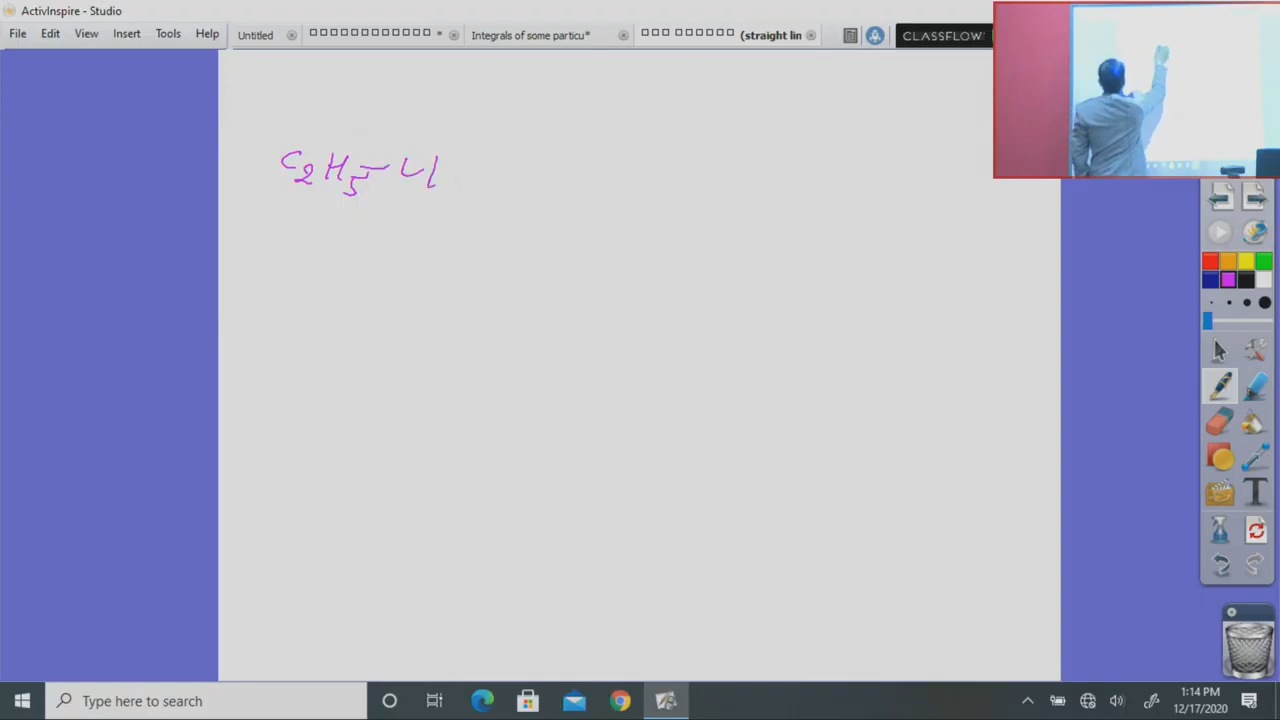 ActivInspire - Studio
File Edit View Insert Tools Help
Untitled
□□□□□□□□□□□□ *
Integrals of some particu*
□□□ □□□□□□ (straight lin
CLASSFLOW
C₂H₅–Cl
T
Type here to search
1:14 PM
12/17/2020